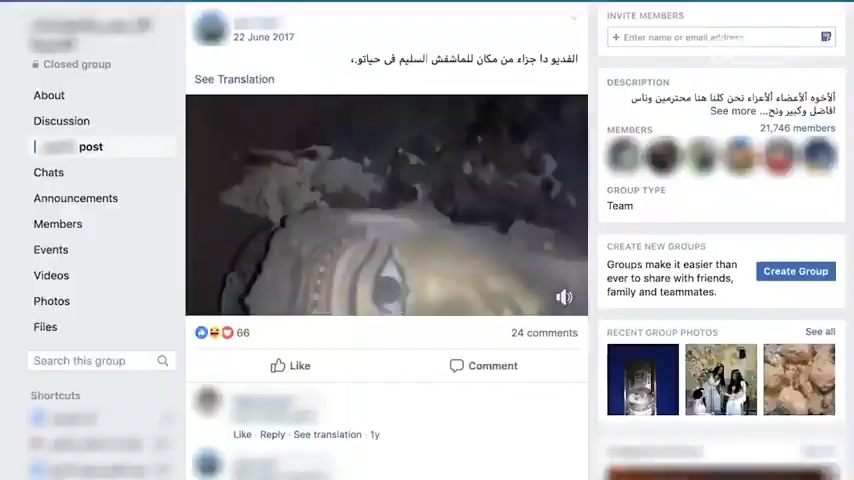 Closed group
About
Discussion
post
Chats
Announcements
Members
Events
Videos
Photos
Files
Search this group
Shortcuts
22 June 2017
الفديو دا جزاء من مكان للماشفش السليم فى حياتو،
See Translation
66
24 comments
Like
Comment
Like · Reply · See translation · 1y
INVITE MEMBERS
+ Enter name or email address
DESCRIPTION
ألأخوه ألأعضاء ألأعزاء نحن كلنا هنا محترمين وناس
افاضل وكبير ونح... See more
MEMBERS
21,746 members
GROUP TYPE
Team
CREATE NEW GROUPS
Groups make it easier than
ever to share with friends,
family and teammates.
Create Group
RECENT GROUP PHOTOS
See all